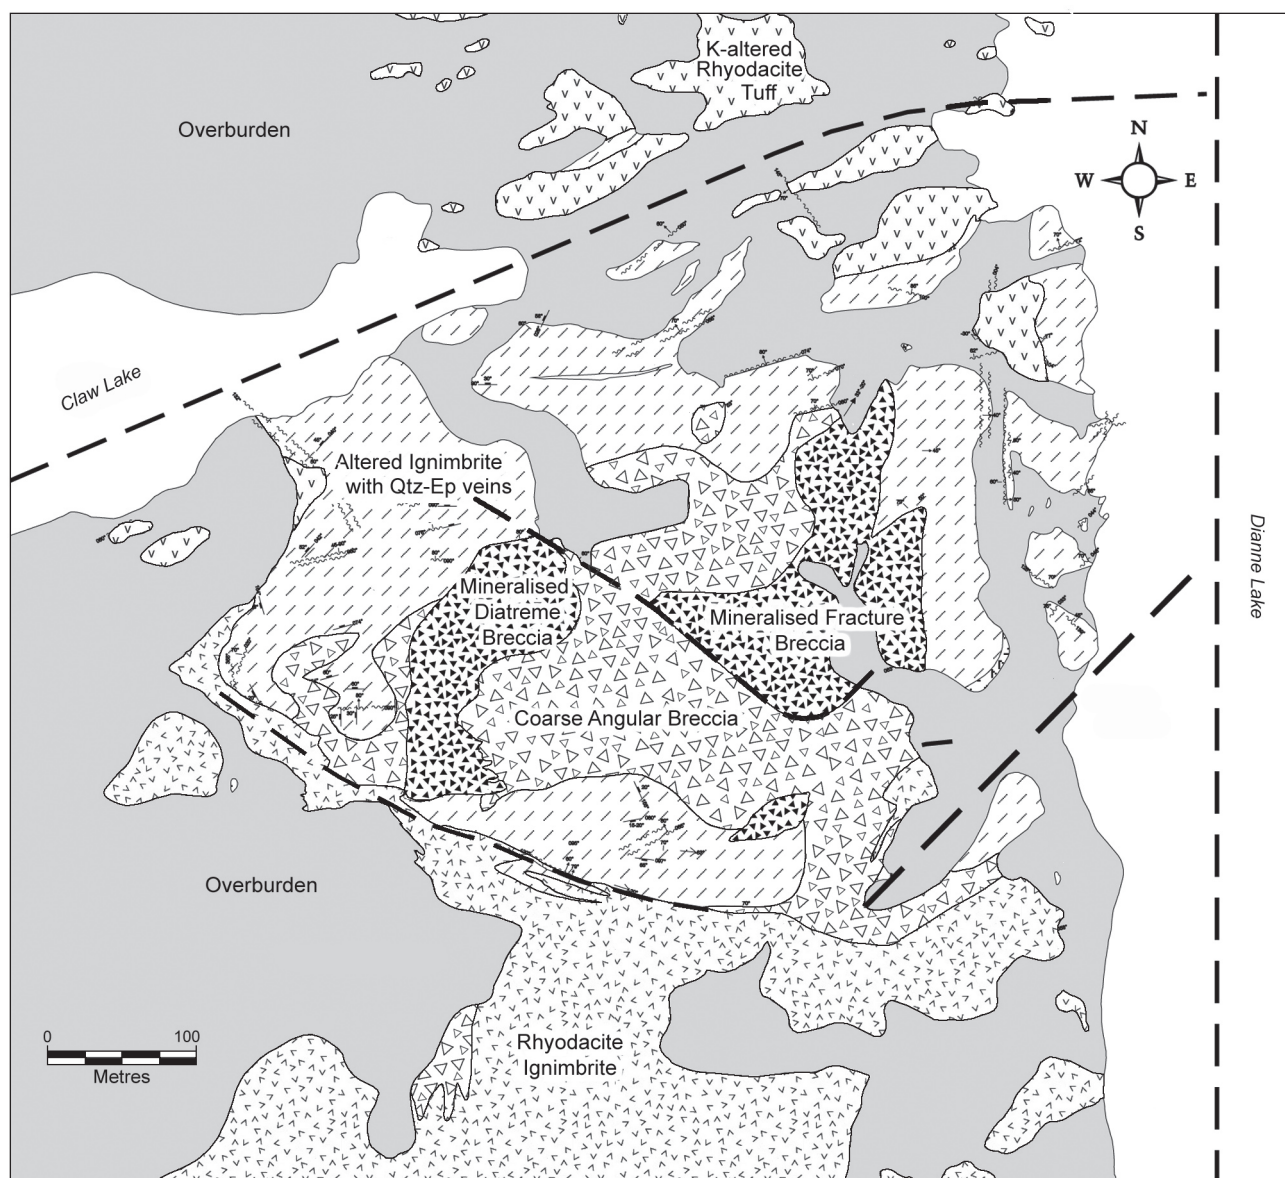 K-altered
Rhyodacite
Tuff
Overburden
N
W
E
S
Claw Lake
Altered Ignimbrite
with Qtz-Ep veins
Dianne Lake
Mineralised
Diatreme
Breccia
Mineralised Fracture
Breccia
Coarse Angular Breccia
Overburden
0
100
Metres
Rhyodacite
Ignimbrite